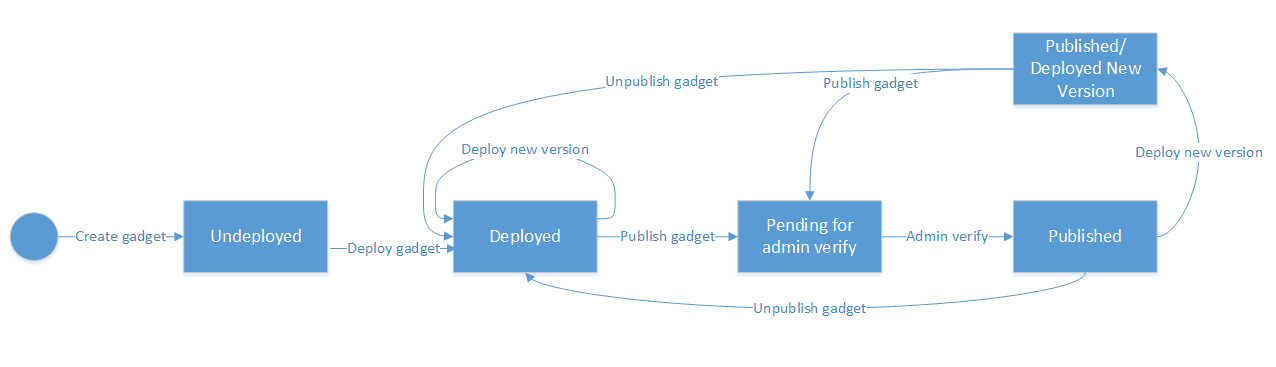 Published/
Deployed New
Version
Unpublish gadget
Publish gadget
Deploy new version
Deploy new version
Create gadget
Undeployed
Deploy gadget
Deployed
Publish gadget
Pending for
admin verify
Admin verify
Published
Unpublish gadget